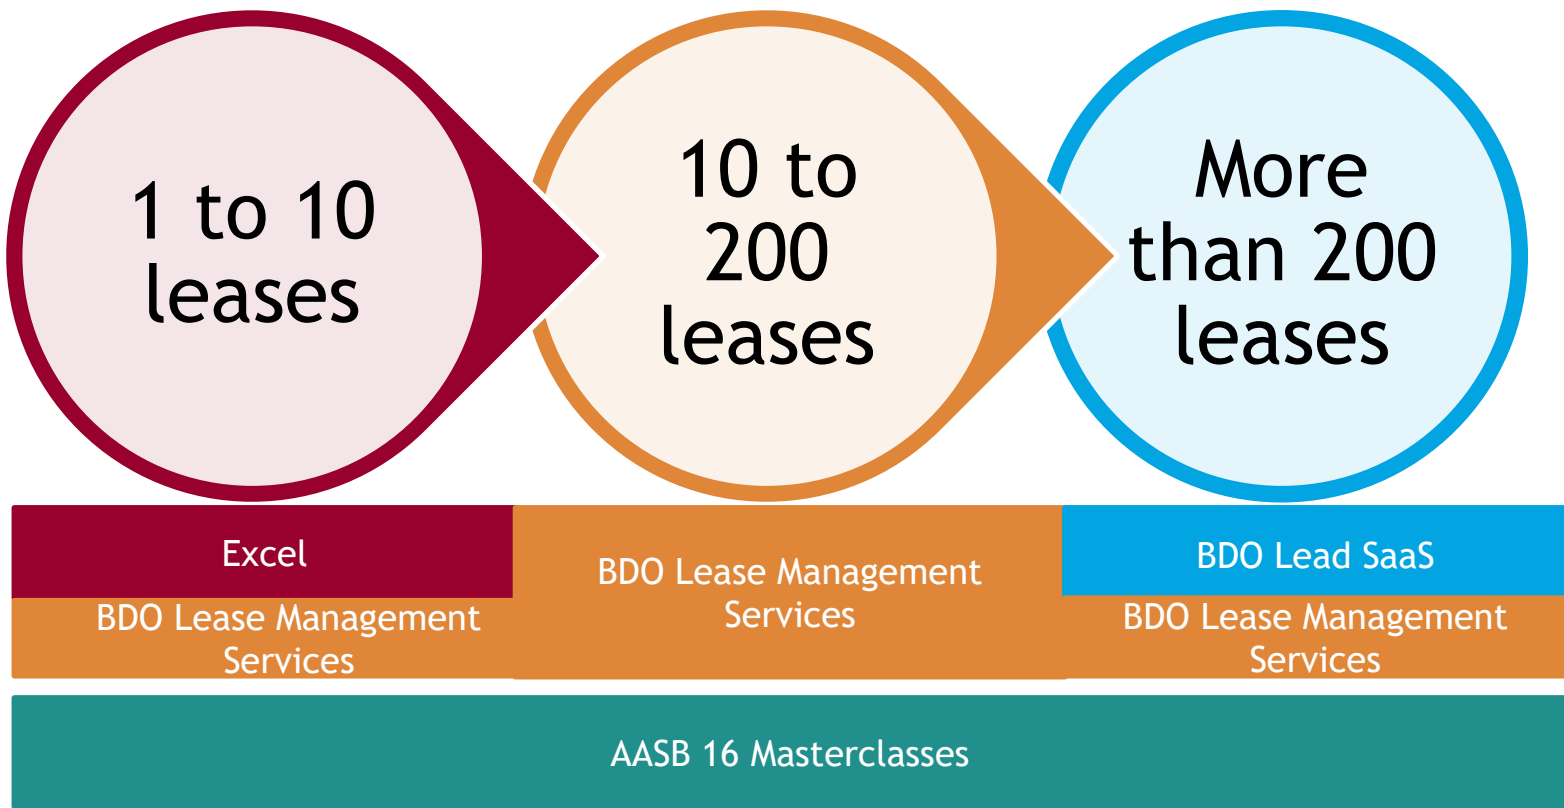 1 to 10
leases
10 to
200
leases
More
than 200
leases
Excel
BDO Lease Management
Services
BDO Lease Management
Services
BDO Lead SaaS
BDO Lease Management
Services
AASB 16 Masterclasses